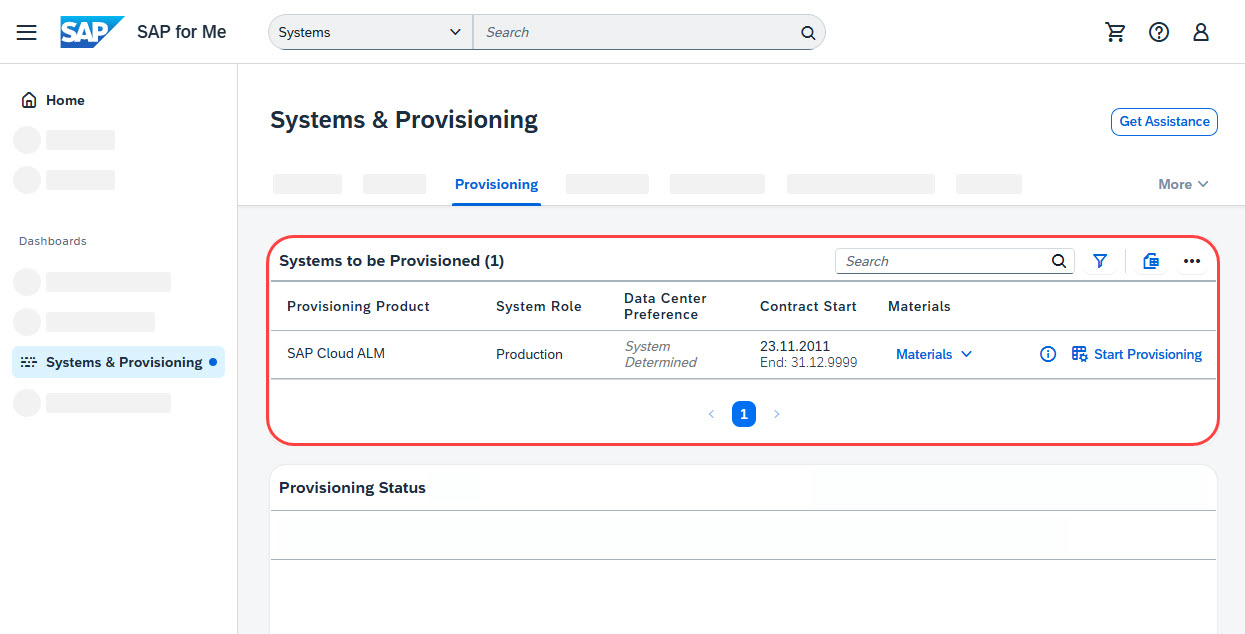 SAP SAP for Me
Systems
Search
Home
Dashboards
Systems & Provisioning
Systems & Provisioning
Get Assistance
Provisioning
More
Systems to be Provisioned (1)
Search
Provisioning Product
System Role
Data Center
Preference
Contract Start
Materials
SAP Cloud ALM
Production
System
Determined
23.11.2011
End: 31.12.9999
Materials
Start Provisioning
1
Provisioning Status